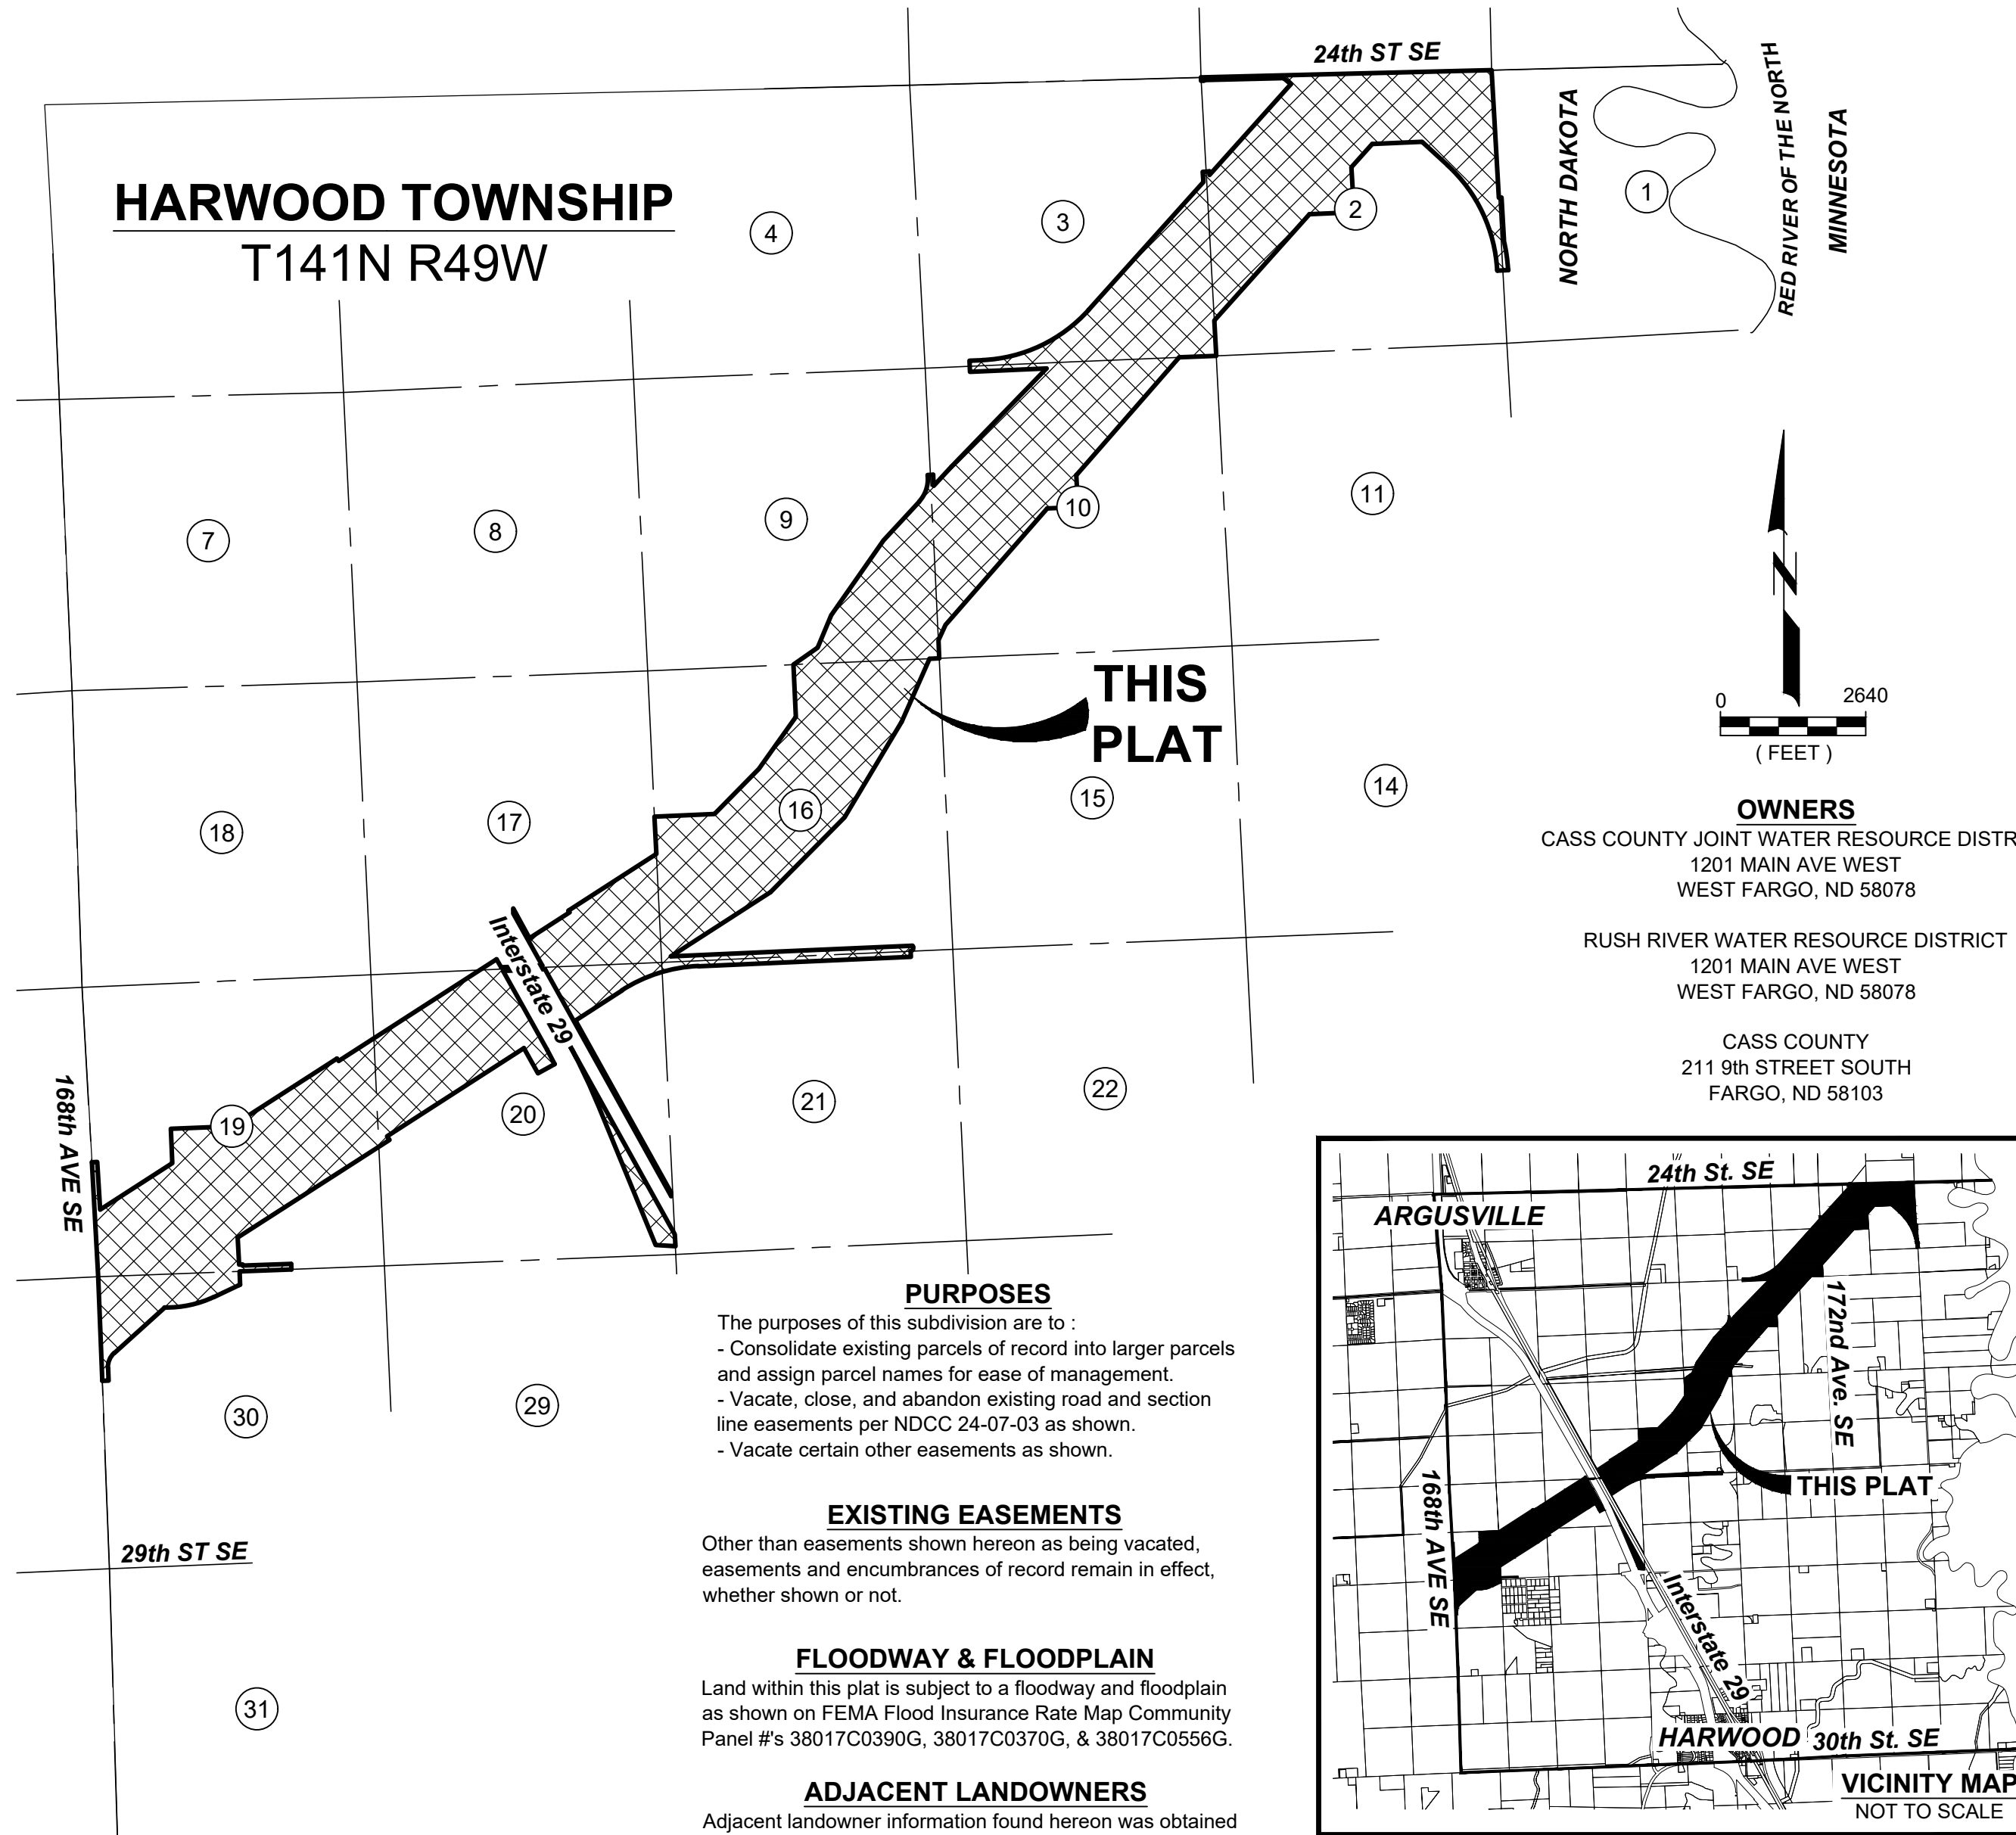 24th ST SE
HARWOOD TOWNSHIP
T141N R49W
NORTH DAKOTA
RED RIVER OF THE NORTH
MINNESOTA
4
3
2
1
7
8
9
10
11
18
17
16
15
14
THIS
PLAT
0 2640
( FEET )
N
OWNERS
CASS COUNTY JOINT WATER RESOURCE DISTR
1201 MAIN AVE WEST
WEST FARGO, ND 58078
RUSH RIVER WATER RESOURCE DISTRICT
1201 MAIN AVE WEST
WEST FARGO, ND 58078
CASS COUNTY
211 9th STREET SOUTH
FARGO, ND 58103
Interstate 29
168th AVE SE
19
20
21
22
30
29
29th ST SE
31
PURPOSES
The purposes of this subdivision are to :
- Consolidate existing parcels of record into larger parcels
and assign parcel names for ease of management.
- Vacate, close, and abandon existing road and section
line easements per NDCC 24-07-03 as shown.
- Vacate certain other easements as shown.
EXISTING EASEMENTS
Other than easements shown hereon as being vacated,
easements and encumbrances of record remain in effect,
whether shown or not.
FLOODWAY & FLOODPLAIN
Land within this plat is subject to a floodway and floodplain
as shown on FEMA Flood Insurance Rate Map Community
Panel #'s 38017C0390G, 38017C0370G, & 38017C0556G.
ADJACENT LANDOWNERS
Adjacent landowner information found hereon was obtained
24th St. SE
ARGUSVILLE
172nd Ave. SE
THIS PLAT
168th AVE SE
Interstate 29
HARWOOD
30th St. SE
VICINITY MAP
NOT TO SCALE